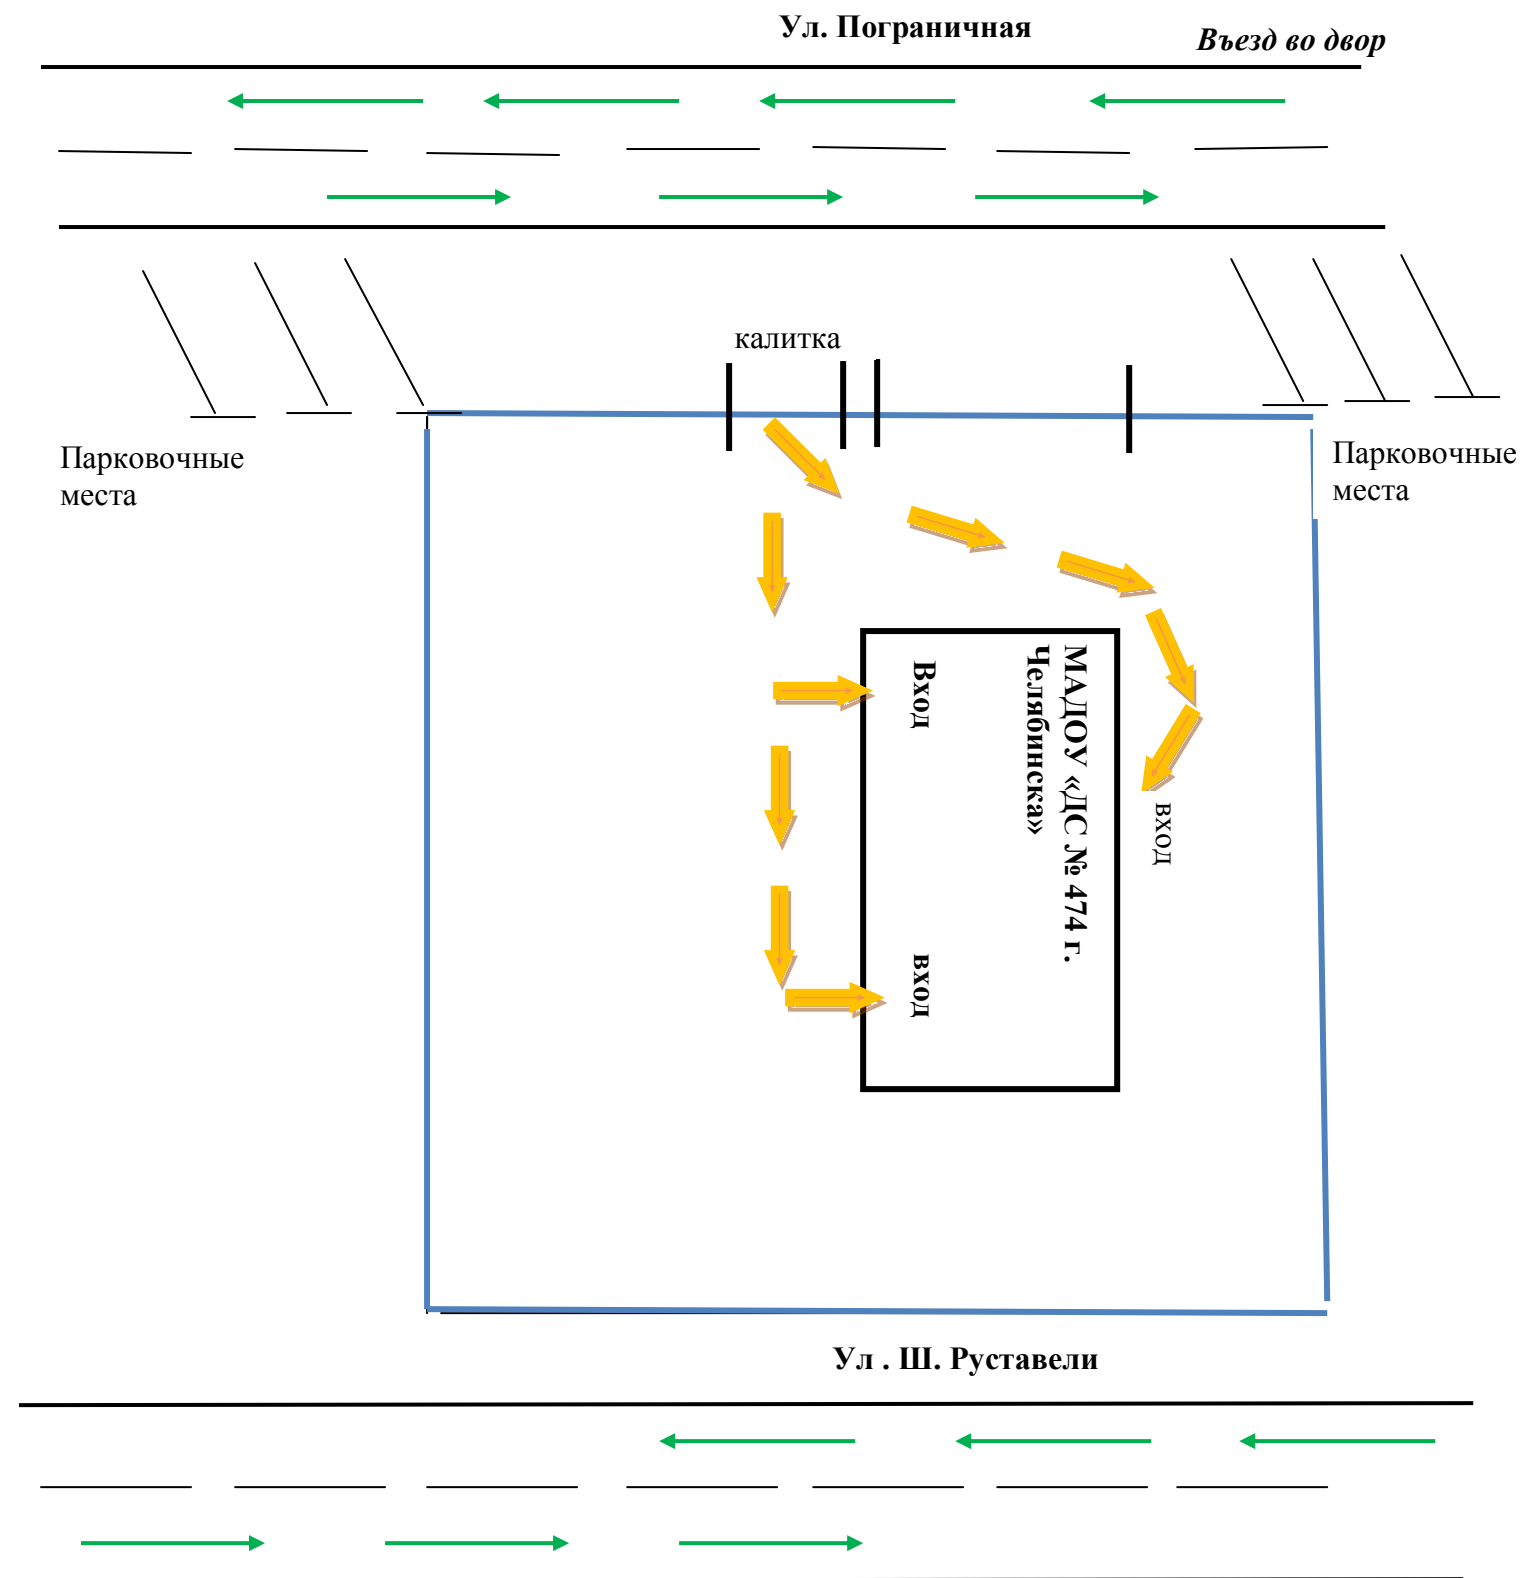 Ул. Пограничная
Въезд во двор
калитка
Парковочные
места
Парковочные
места
Вход
МАДОУ «ДС № 474 г.
Челябинска»
вход
вход
Ул . Ш. Руставели